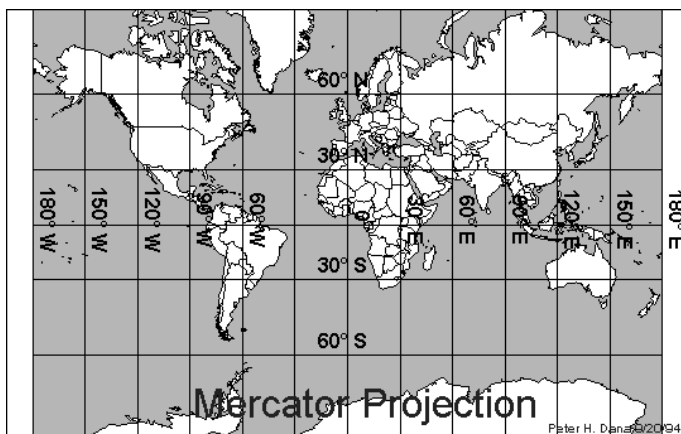 60° N
30° N
180° W
150° W
120° W
90° W
60° W
0°
30° E
60° E
90° E
120° E
150° E
180° E
30° S
60° S
Mercator Projection
Peter H. Dana 9/20/94